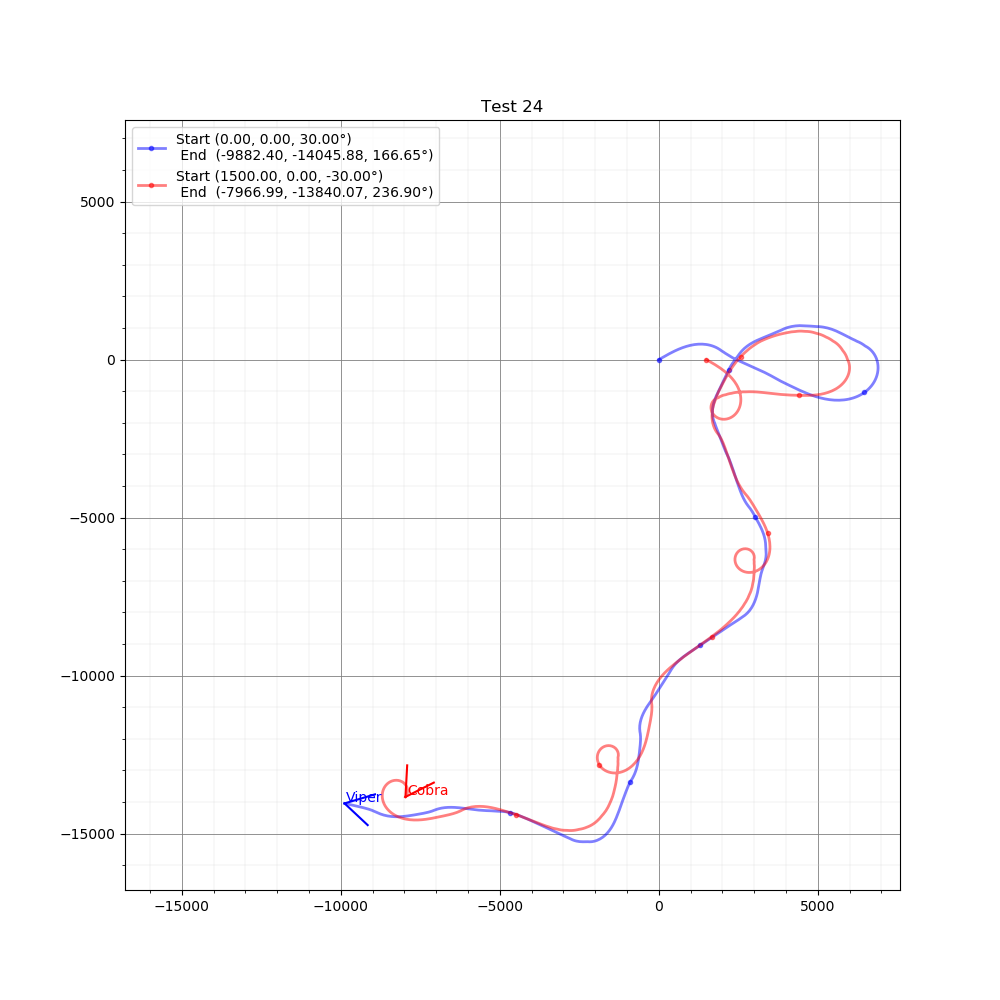 Test 24
Start (0.00, 0.00, 30.00°)
End (-9882.40, -14045.88, 166.65°)
Start (1500.00, 0.00, -30.00°)
End (-7966.99, -13840.07, 236.90°)
5000
0
−5000
−10000
−15000
Viper
Cobra
−15000 −10000 −5000 0 5000